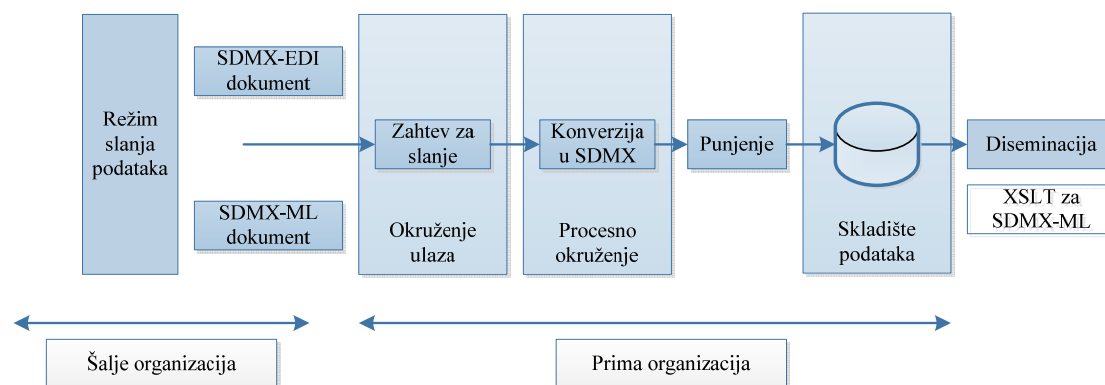 Režim
slanja
podataka
SDMX-EDI
dokument
SDMX-ML
dokument
Zahtev za
slanje
Okruženje
ulaza
Konverzija
u SDMX
Procesno
okruženje
Punjenje
Skladište
podataka
Diseminacija
XSLT za
SDMX-ML
Šalje organizacija
Prima organizacija